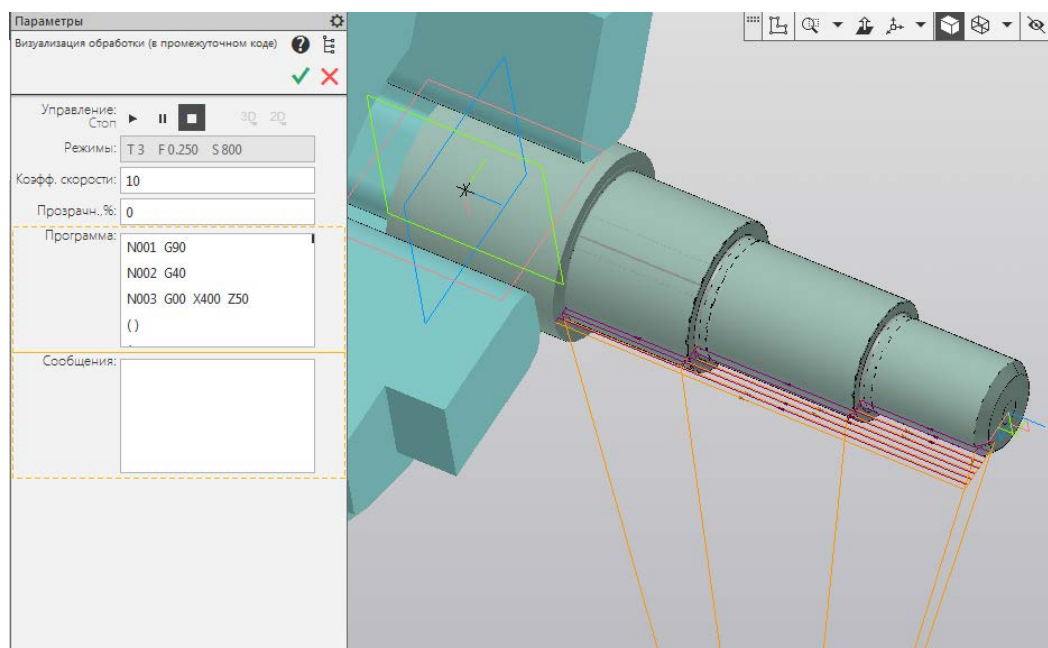 Параметры
Визуализация обработки (в промежуточном коде)
Управление:
Стоп
3D 2D
Режимы: T 3 F 0.250 S 800
Коэфф. скорости: 10
Прозрачн.,%: 0
Программа:
N001 G90
N002 G40
N003 G00 X400 Z50
( )
Сообщения: